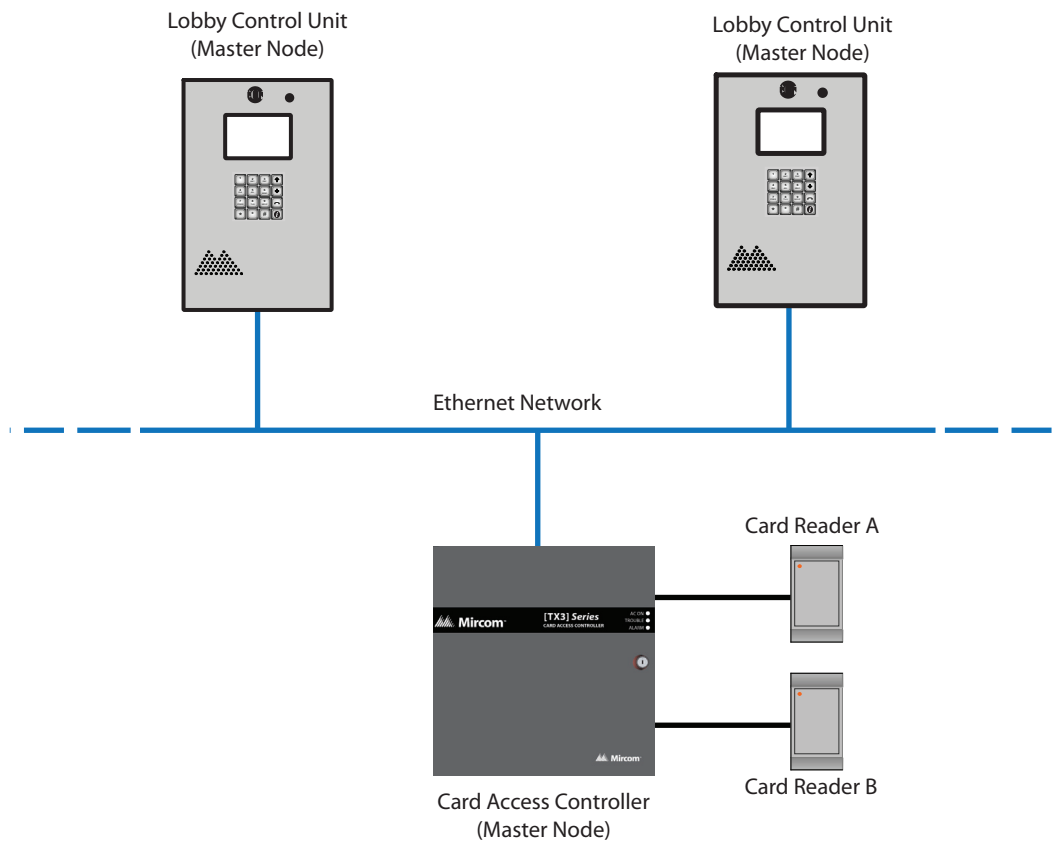 Lobby Control Unit
(Master Node)
Lobby Control Unit
(Master Node)
Ethernet Network
Card Reader A
Mircom
[TX3] Series
CARD ACCESS CONTROLLER
AC ON
TROUBLE
ALARM
Mircom
Card Reader B
Card Access Controller
(Master Node)